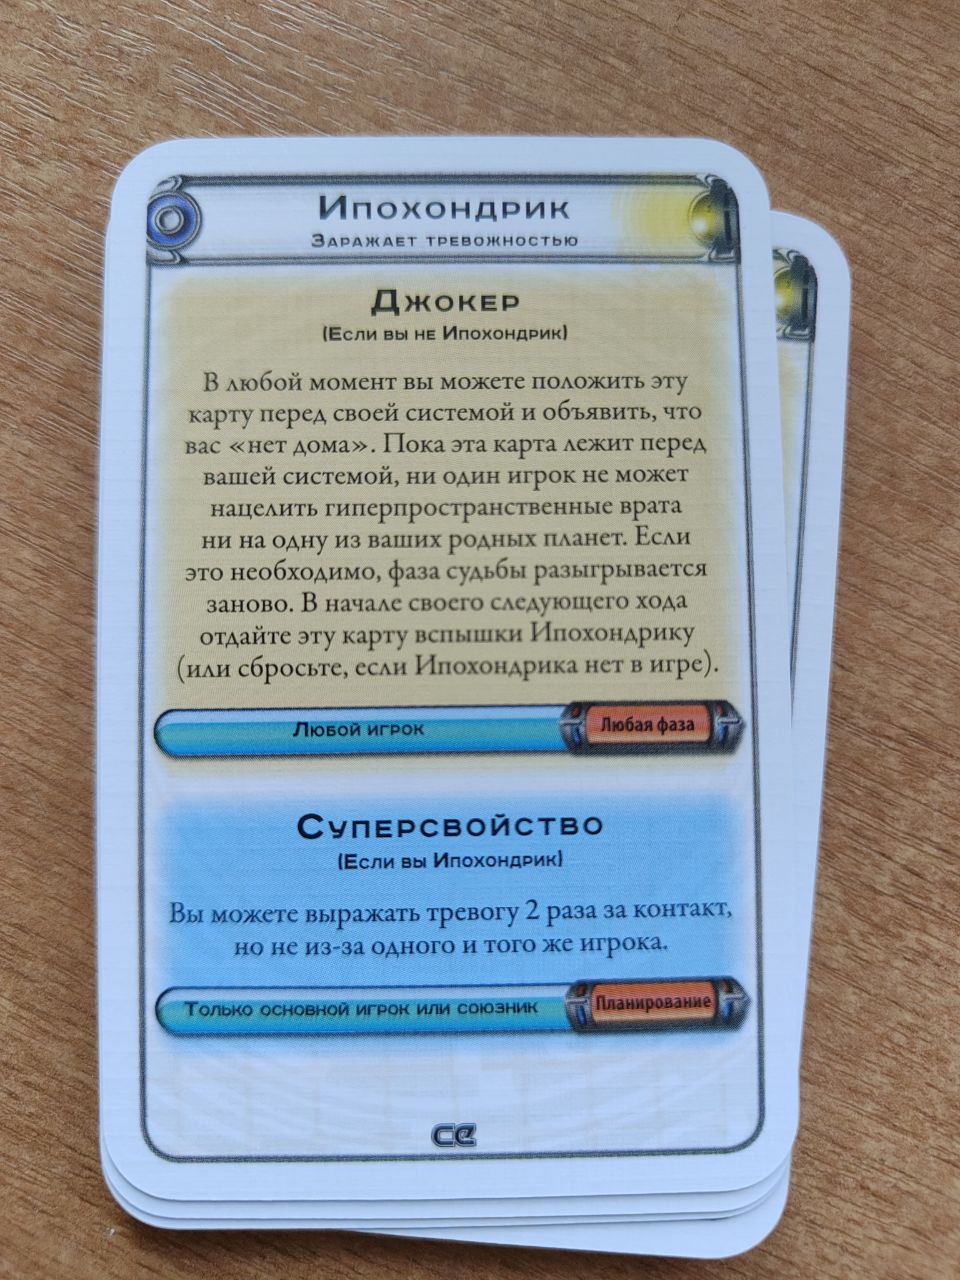 Ипохондрик
Заражает тревожностью
Джокер
(Если вы не Ипохондрик)
В любой момент вы можете положить эту
карту перед своей системой и объявить, что
вас «нет дома». Пока эта карта лежит перед
вашей системой, ни один игрок не может
нацелить гиперпространственные врата
ни на одну из ваших родных планет. Если
это необходимо, фаза судьбы разыгрывается
заново. В начале своего следующего хода
отдайте эту карту вспышки Ипохондрику
(или сбросьте, если Ипохондрика нет в игре).
Любой игрок Любая фаза
Суперсвойство
(Если вы Ипохондрик)
Вы можете выражать тревогу 2 раза за контакт,
но не из-за одного и того же игрока.
Только основной игрок или союзник Планирование
CE